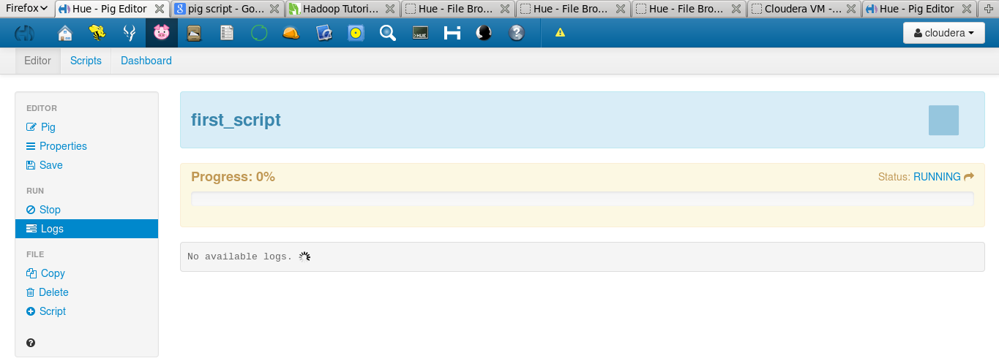 Firefox Hue - Pig Editor pig script - Go... Hadoop Tutori... Hue - File Bro... Hue - File Bro... Hue - File Bro... Cloudera VM -... Hue - Pig Editor
>HUE cloudera
Editor Scripts Dashboard
EDITOR
Pig
Properties
Save
RUN
Stop
Logs
FILE
Copy
Delete
Script
first_script
Progress: 0% Status: RUNNING
No available logs.